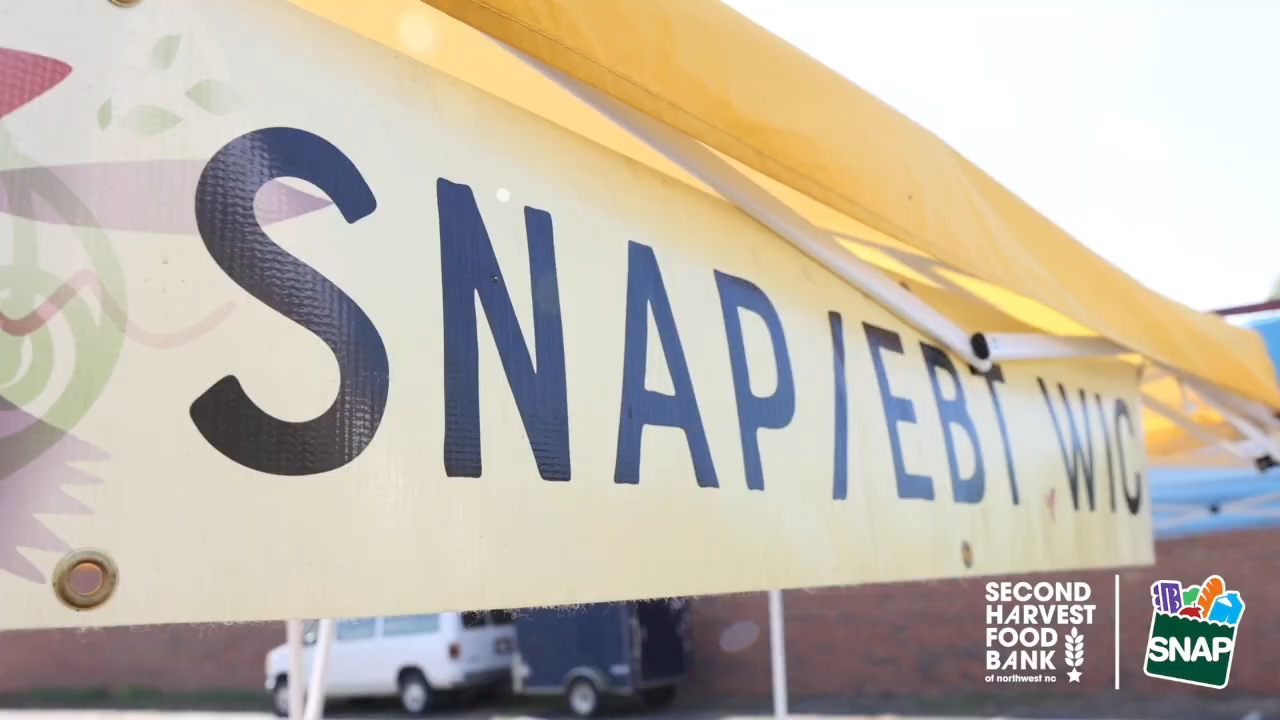 SNAP/EBT WIC
SECOND
HARVEST
FOOD
BANK
of northwest nc
SNAP